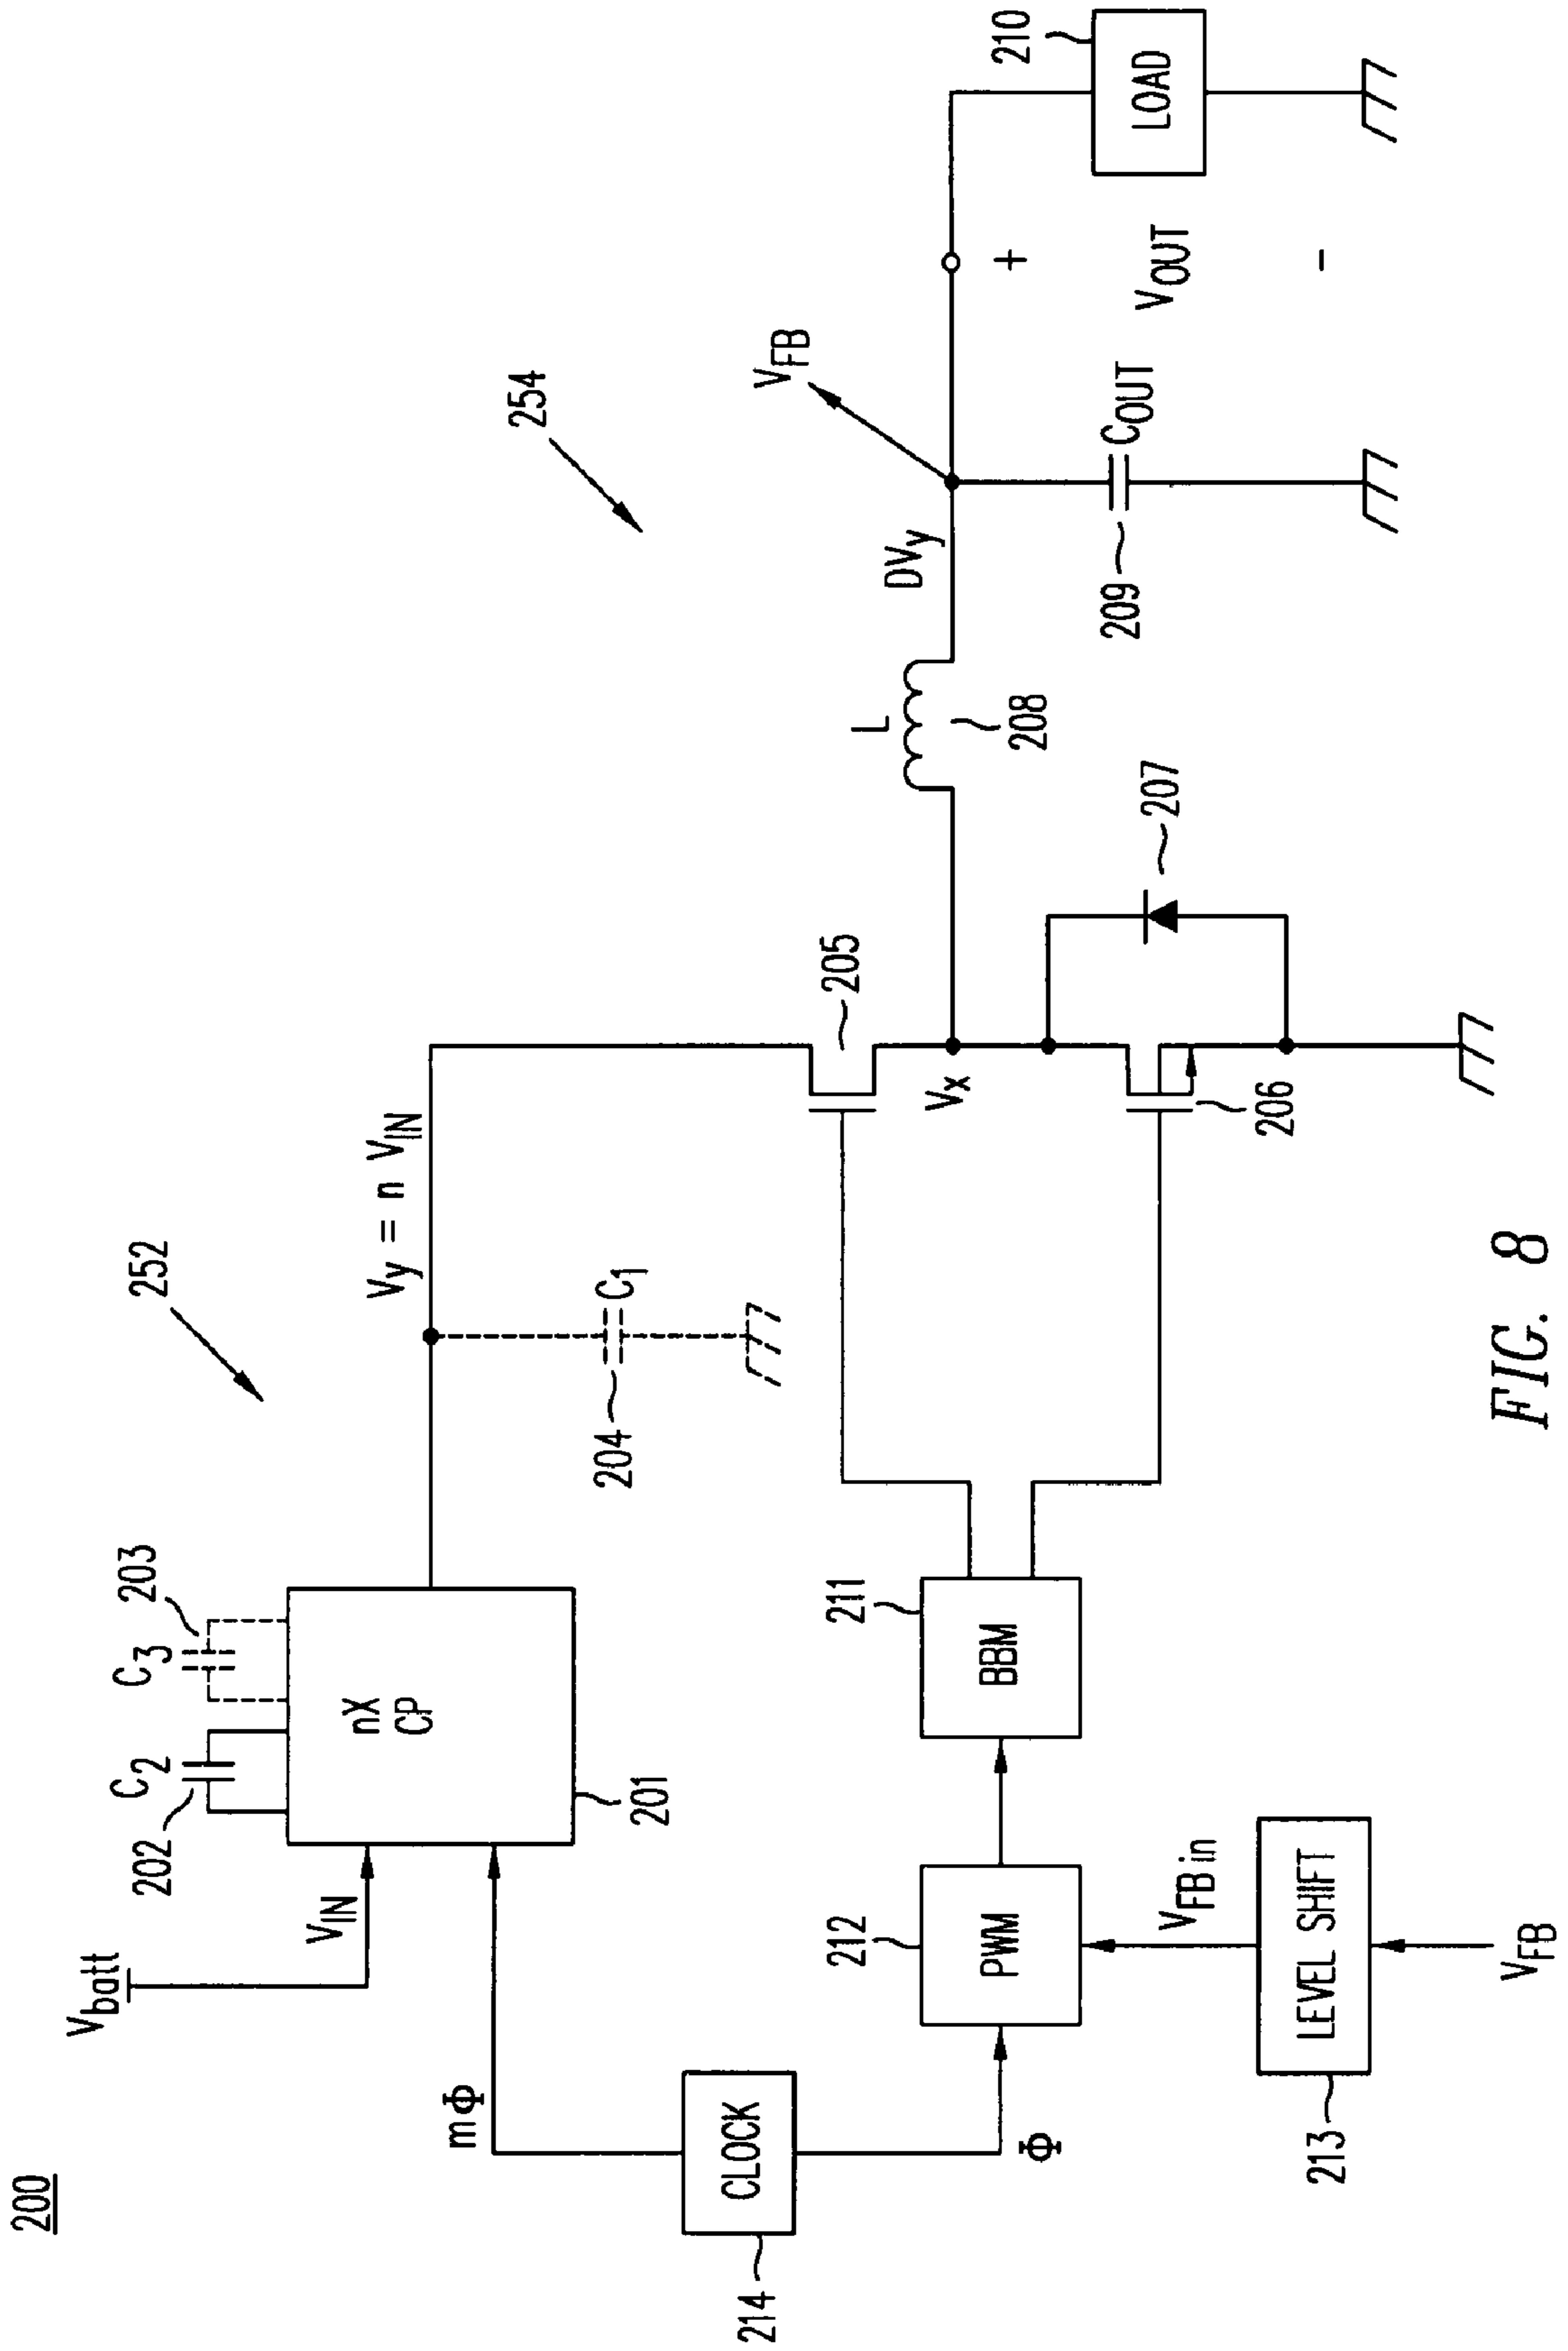 200
252
254
Vbatt
VIN
202
C2
C3
203
nX
CP
201
Vy = n VIN
204
C1
mΦ
CLOCK
214
Φ
212
PWM
211
BBM
VFB in
LEVEL SHIFT
213
VFB
205
Vx
206
207
L
208
DVy
VFB
209
COUT
+
VOUT
-
210
LOAD
FIG. 8